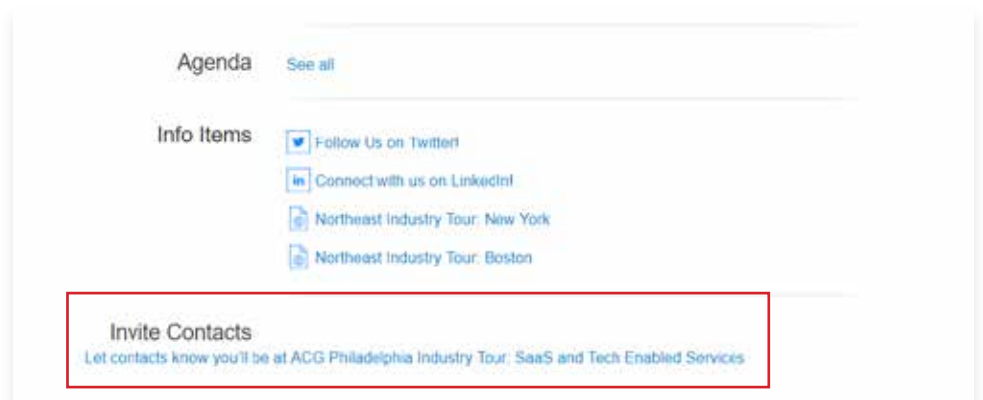 Agenda See all
Info Items
Follow Us on Twitter!
Connect with us on LinkedIn!
Northeast Industry Tour: New York
Northeast Industry Tour: Boston
Invite Contacts
Let contacts know you'll be at ACG Philadelphia Industry Tour: SaaS and Tech Enabled Services